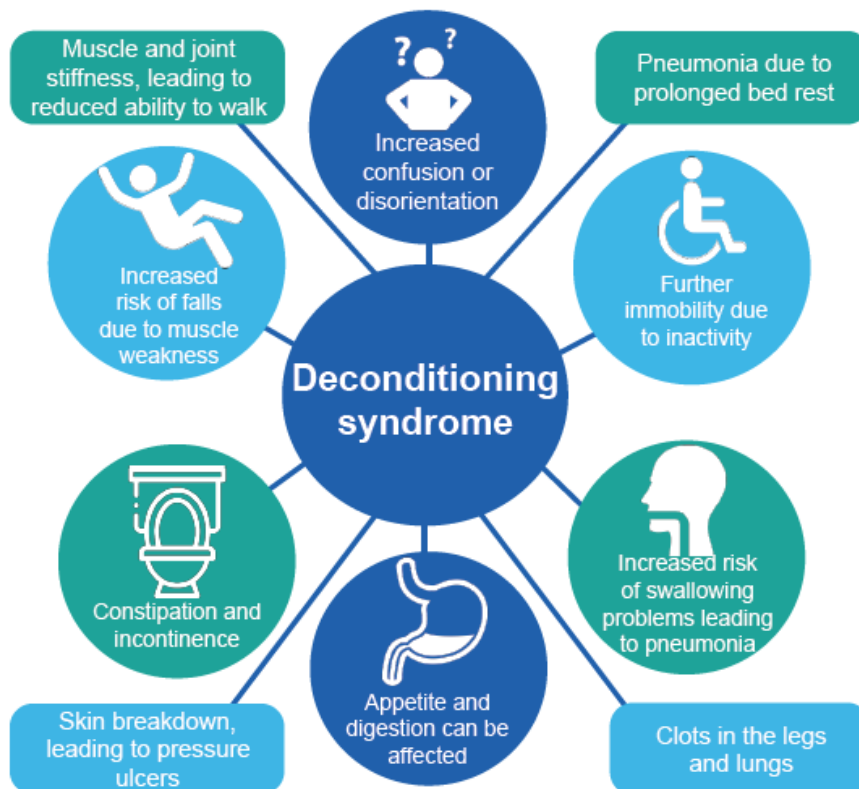 Muscle and joint
stiffness, leading to
reduced ability to walk
? ?
Increased
confusion or
disorientation
Pneumonia due to
prolonged bed rest
Increased
risk of falls
due to muscle
weakness
Further
immobility due
to inactivity
Deconditioning
syndrome
Constipation and
incontinence
Increased risk
of swallowing
problems leading
to pneumonia
Appetite and
digestion can be
affected
Skin breakdown,
leading to pressure
ulcers
Clots in the legs
and lungs